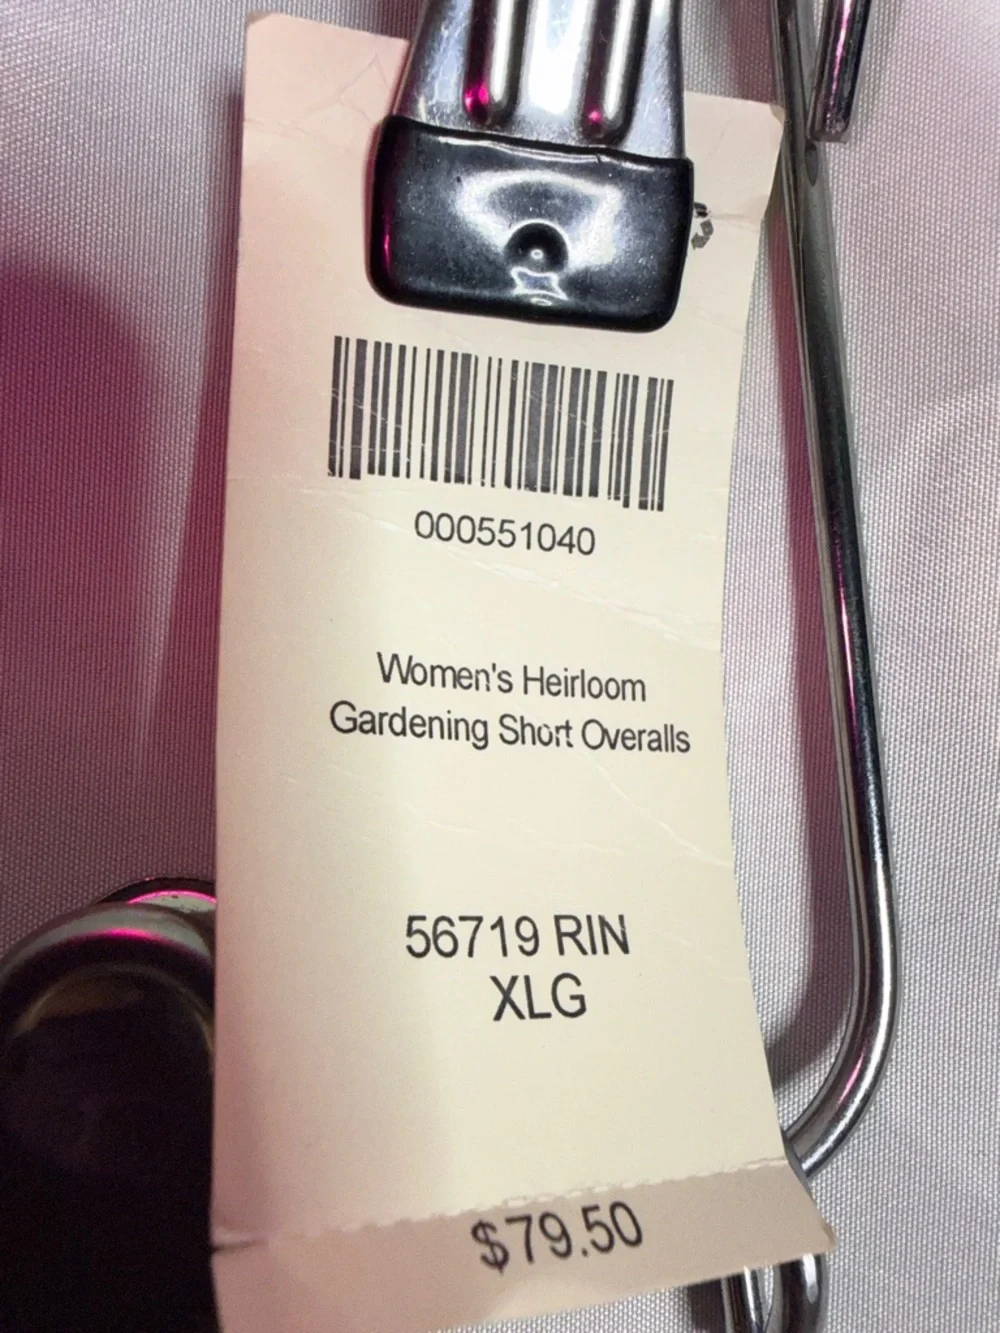 000551040
Women's Heirloom
Gardening Short Overalls
56719 RIN
XLG
$79.50